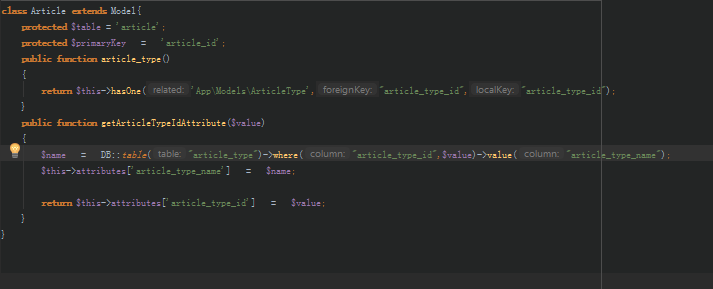 class Article extends Model{
protected $table = 'article';
protected $primaryKey = 'article_id';
public function article_type()
{
return $this->hasOne( related: 'App\Models\ArticleType', foreignKey: "article_type_id", localKey: "article_type_id");
}
public function getArticleTypeIdAttribute($value)
{
$name = DB::table( table: "article_type")->where( column: "article_type_id",$value)->value( column: "article_type_name");
$this->attributes['article_type_name'] = $name;
return $this->attributes['article_type_id'] = $value;
}
}